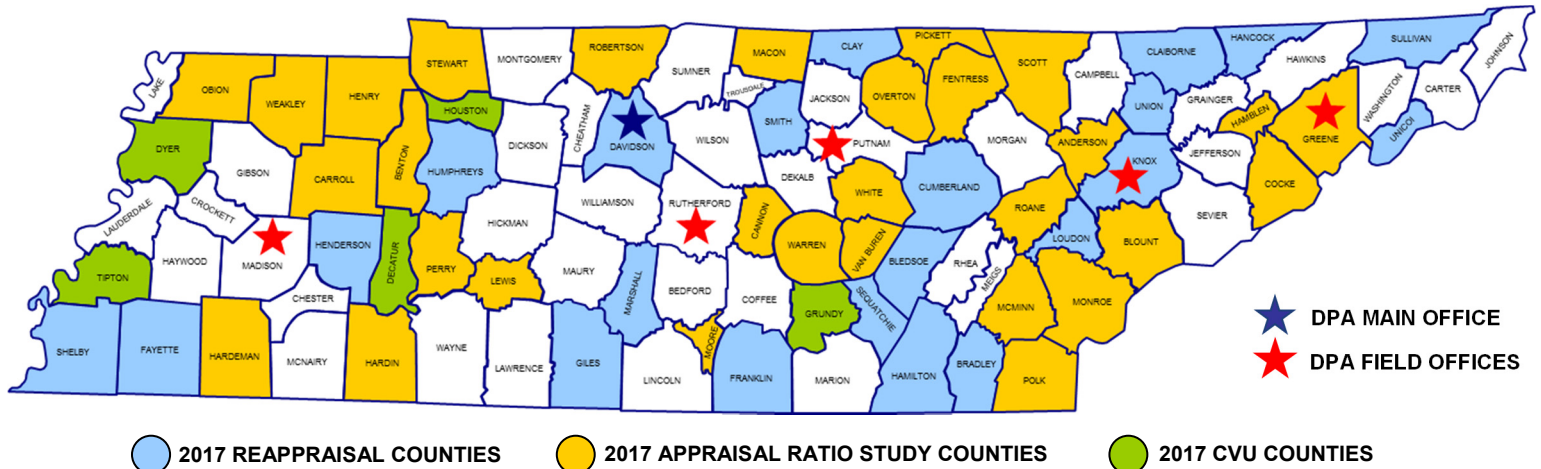 STEWART
MONTGOMERY
ROBERTSON
SUMNER
MACON
TROUSDALE
CLAY
PICKETT
SCOTT
CAMPBELL
CLAIBORNE
HANCOCK
HAWKINS
SULLIVAN
JOHNSON
LAKE
OBION
WEAKLEY
HENRY
HOUSTON
CHEATHAM
DAVIDSON
WILSON
SMITH
JACKSON
OVERTON
FENTRESS
MORGAN
ANDERSON
UNION
GRAINGER
HAMBLEN
GREENE
WASHINGTON
CARTER
UNICOI
DYER
GIBSON
CARROLL
BENTON
HUMPHREYS
DICKSON
WILLIAMSON
RUTHERFORD
CANNON
DEKALB
PUTNAM
WHITE
CUMBERLAND
ROANE
KNOX
JEFFERSON
COCKE
SEVIER
LAUDERDALE
CROCKETT
HAYWOOD
MADISON
HENDERSON
DECATUR
PERRY
HICKMAN
LEWIS
MAURY
MARSHALL
BEDFORD
COFFEE
WARREN
VAN BUREN
BLEDSOE
RHEA
MEIGS
LOUDON
BLOUNT
MCMINN
MONROE
TIPTON
SHELBY
FAYETTE
HARDEMAN
CHESTER
MCNAIRY
HARDIN
WAYNE
LAWRENCE
GILES
LINCOLN
MOORE
FRANKLIN
GRUNDY
MARION
SEQUATCHIE
HAMILTON
BRADLEY
POLK
DPA MAIN OFFICE
DPA FIELD OFFICES
2017 REAPPRAISAL COUNTIES
2017 APPRAISAL RATIO STUDY COUNTIES
2017 CVU COUNTIES